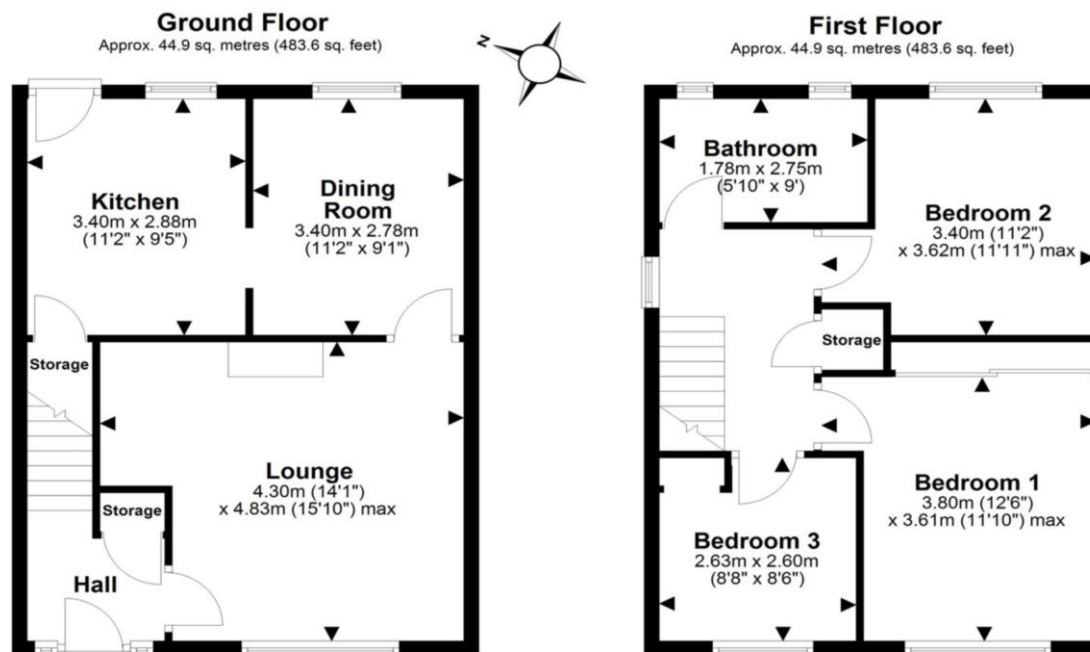 Ground Floor
Approx. 44.9 sq. metres (483.6 sq. feet)
N
Kitchen
3.40m x 2.88m
(11'2" x 9'5")
Dining
Room
3.40m x 2.78m
(11'2" x 9'1")
Storage
Lounge
4.30m (14'1")
x 4.83m (15'10") max
Storage
Hall
First Floor
Approx. 44.9 sq. metres (483.6 sq. feet)
Bathroom
1.78m x 2.75m
(5'10" x 9')
Bedroom 2
3.40m (11'2")
x 3.62m (11'11") max
Storage
Bedroom 1
3.80m (12'6")
x 3.61m (11'10") max
Bedroom 3
2.63m x 2.60m
(8'8" x 8'6")